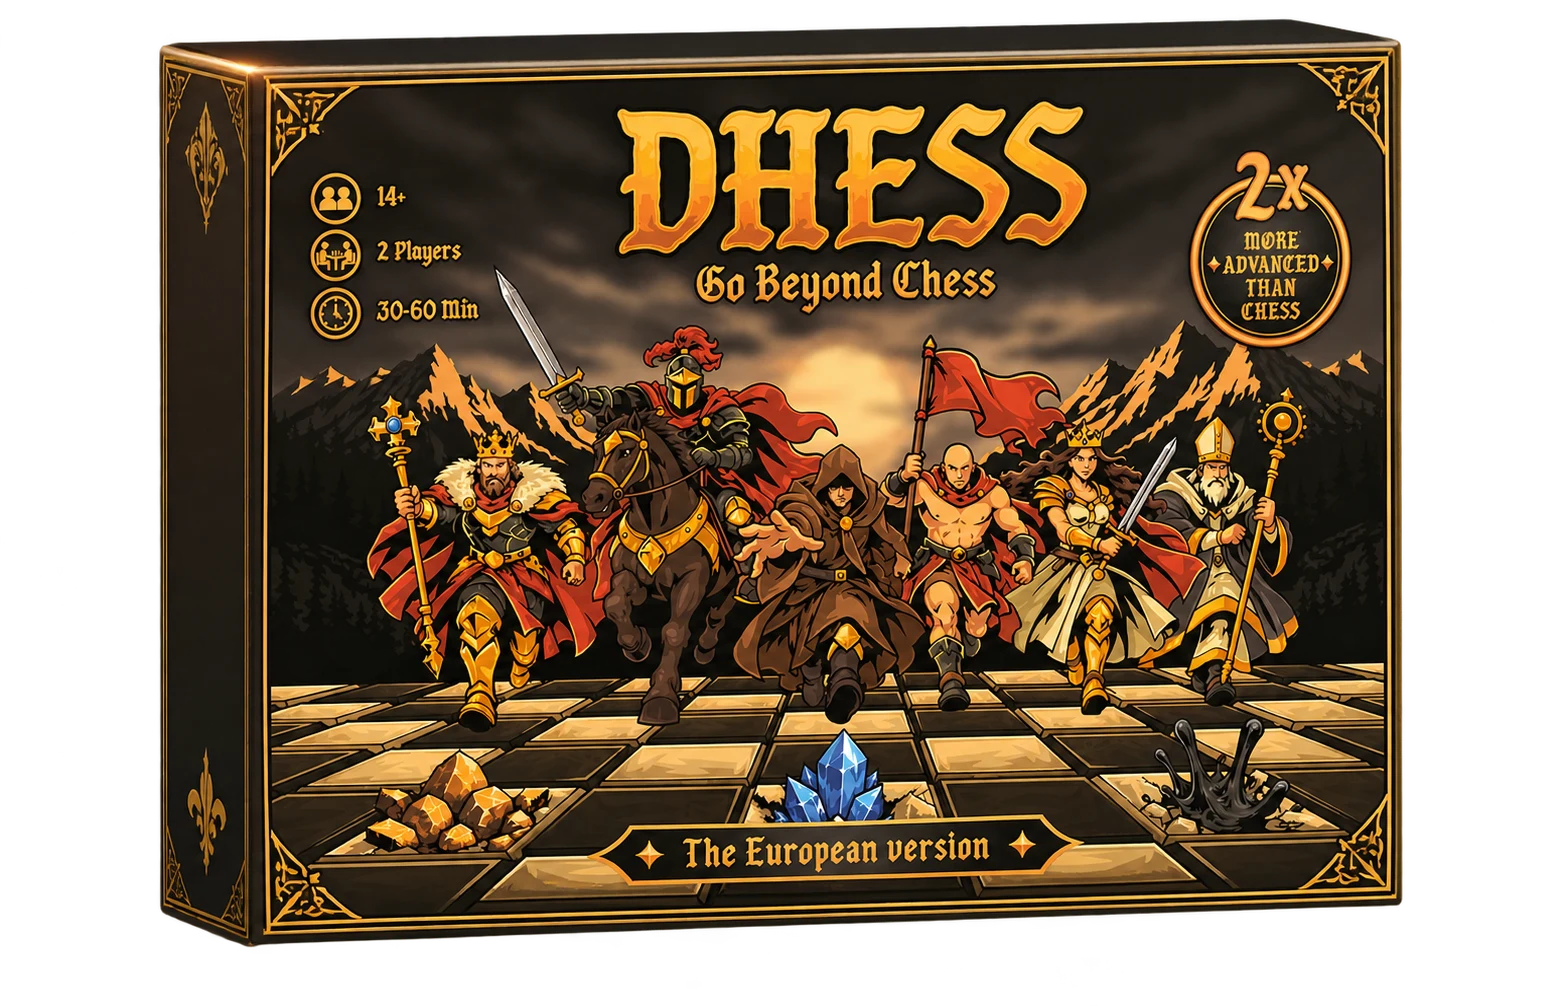 DHESS
Go Beyond Chess
14+
2 Players
30-60 Min
2x
MORE
ADVANCED
THAN
CHESS
The European version